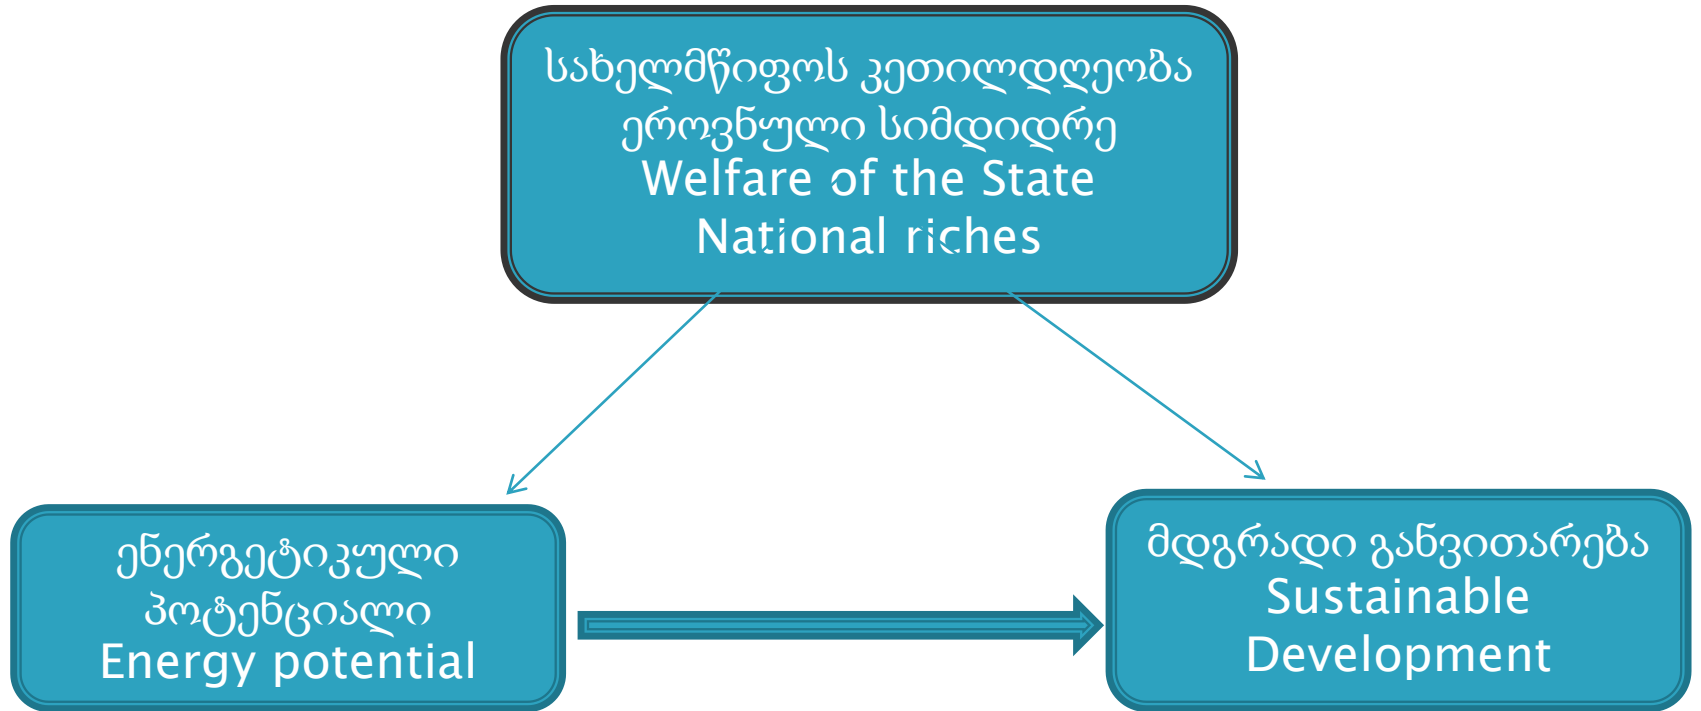 სახელმწიფოს კეთილდღეობა
ეროვნული სიმდიდრე
Welfare of the State
National riches
ენერგეტიკული
პოტენციალი
Energy potential
მდგრადი განვითარება
Sustainable
Development